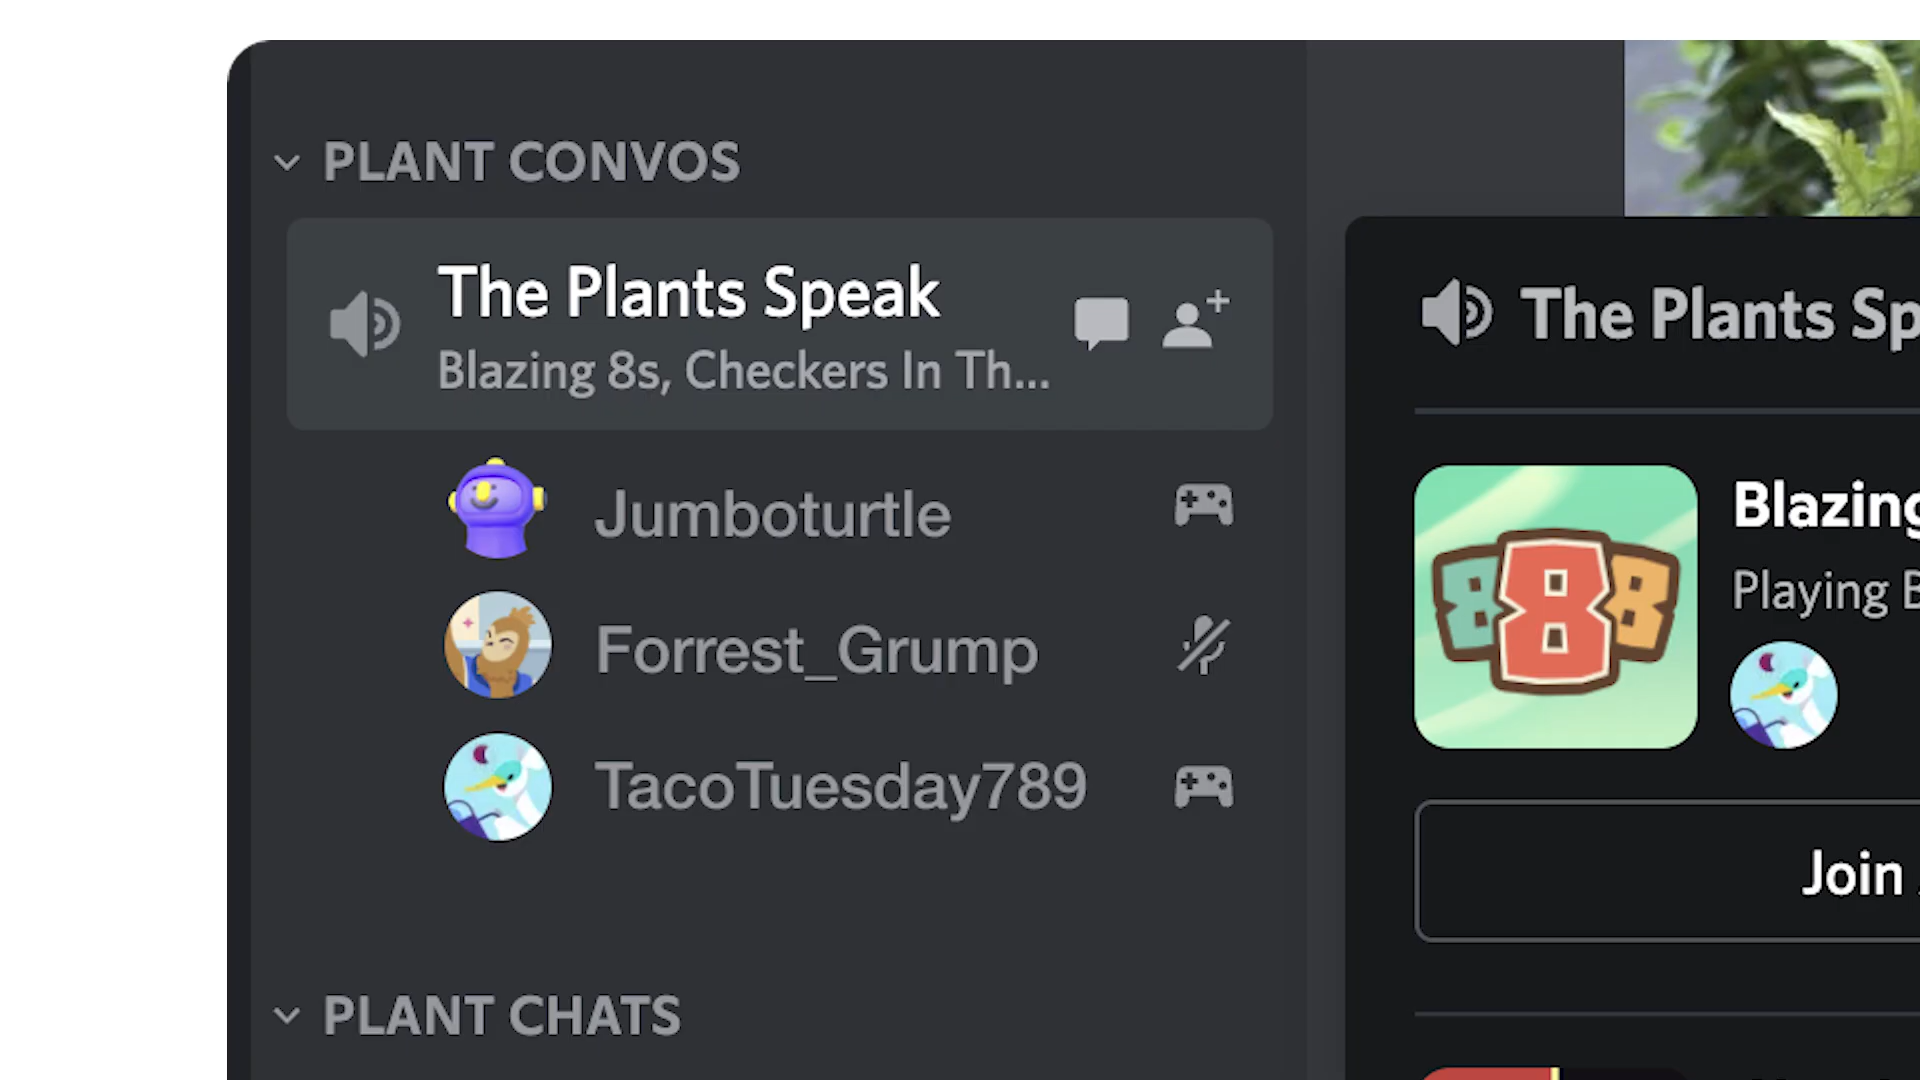 PLANT CONVOS
The Plants Speak
Blazing 8s, Checkers In Th...
Jumboturtle
Forrest_Grump
TacoTuesday789
PLANT CHATS
The Plants Sp
Blazing
Playing B
888
Join